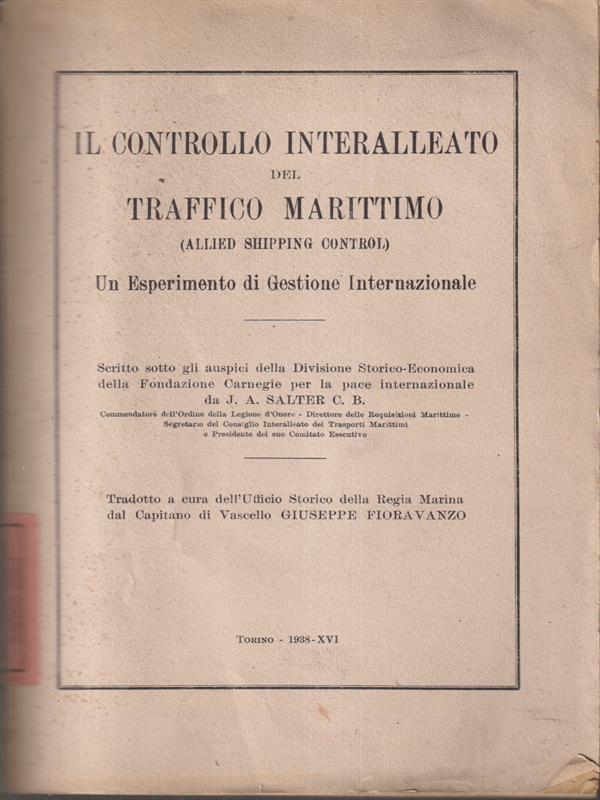 IL CONTROLLO INTERALLEATO
DEL
TRAFFICO MARITTIMO
(ALLIED SHIPPING CONTROL)
Un Esperimento di Gestione Internazionale
Scritto sotto gli auspici della Divisione Storico-Economica
della Fondazione Carnegie per la pace internazionale
da J. A. SALTER C. B.
Commendatore dell'Ordine della Legione d'Onore - Direttore delle Requisizioni Marittime -
Segretario del Consiglio Interalleato dei Trasporti Marittimi
e Presidente del suo Comitato Esecutivo
Tradotto a cura dell'Ufficio Storico della Regia Marina
dal Capitano di Vascello GIUSEPPE FIORAVANZO
TORINO - 1938-XVI